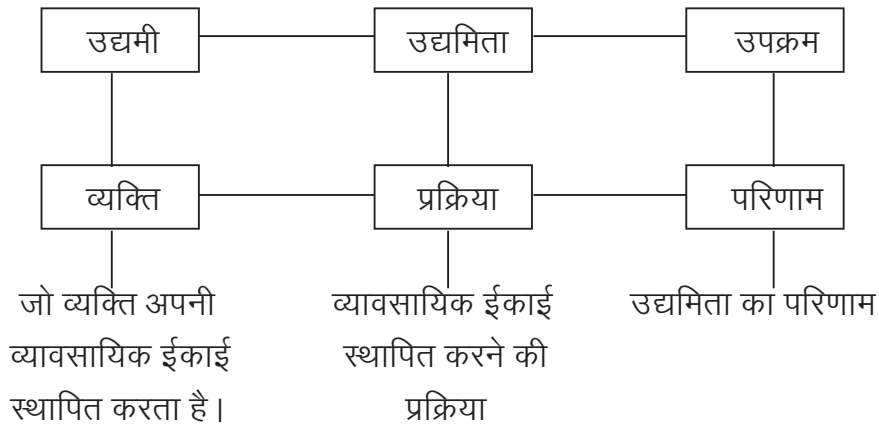 उद्यमी
उद्यमिता
उपक्रम
व्यक्ति
प्रक्रिया
परिणाम
जो व्यक्ति अपनी
व्यावसायिक ईकाई
स्थापित करता है।
व्यावसायिक ईकाई
स्थापित करने की
प्रक्रिया
उद्यमिता का परिणाम